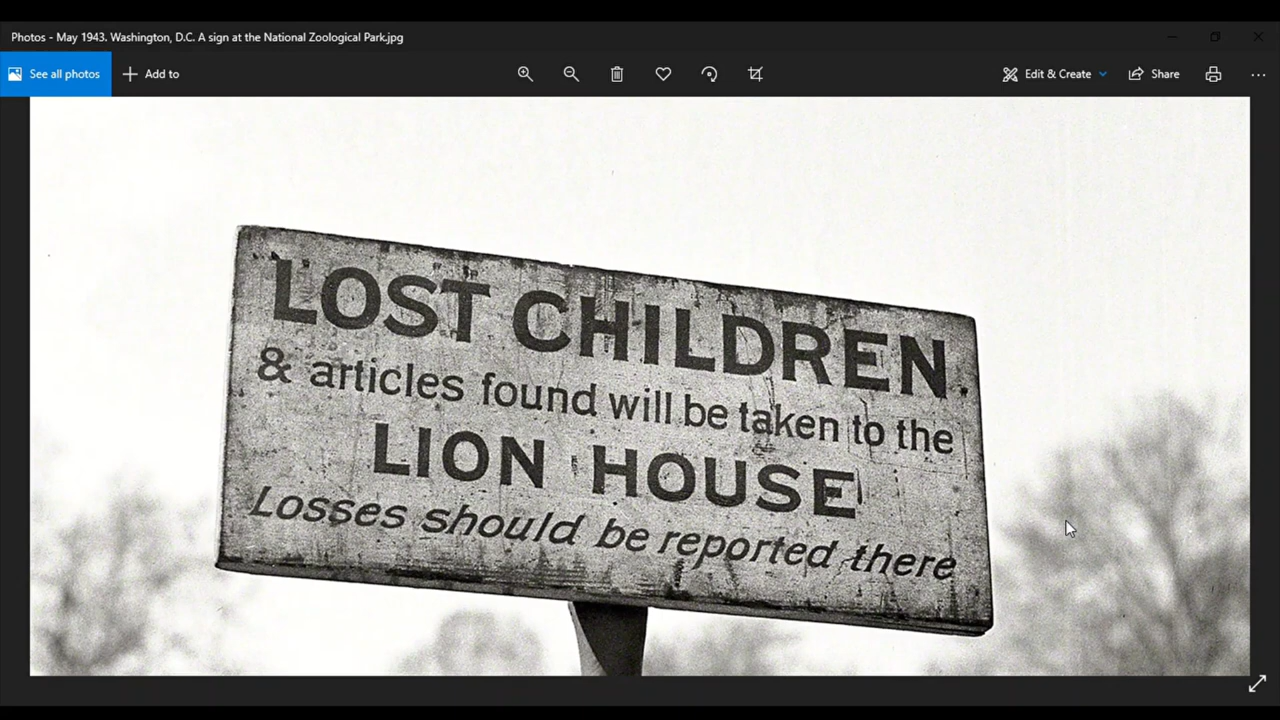 Photos - May 1943. Washington, D.C. A sign at the National Zoological Park.jpg
See all photos
Add to
Edit & Create
Share
LOST CHILDREN.
& articles found will be taken to the
LION HOUSE
Losses should be reported there